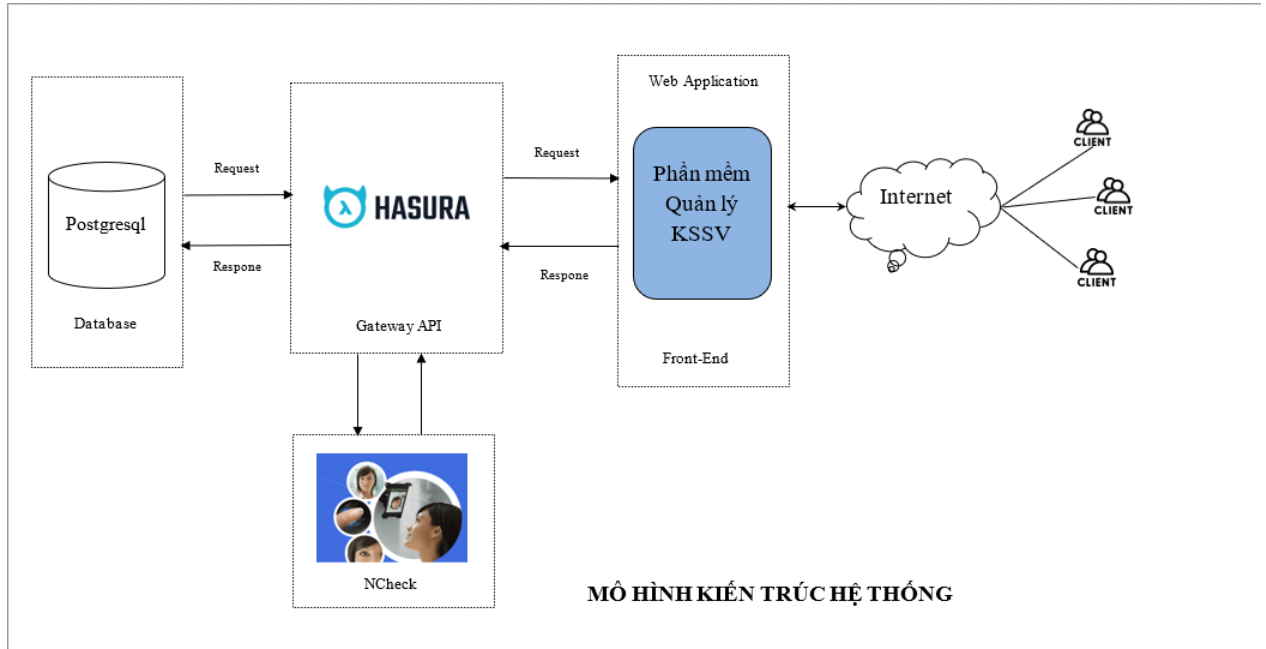 Web Application
Request
Request
Phần mềm
Quản lý
KSSV
Postgresql
HASURA
Internet
CLIENT
CLIENT
CLIENT
Respone
Respone
Database
Gateway API
Front-End
NCheck
MÔ HÌNH KIẾN TRÚC HỆ THỐNG